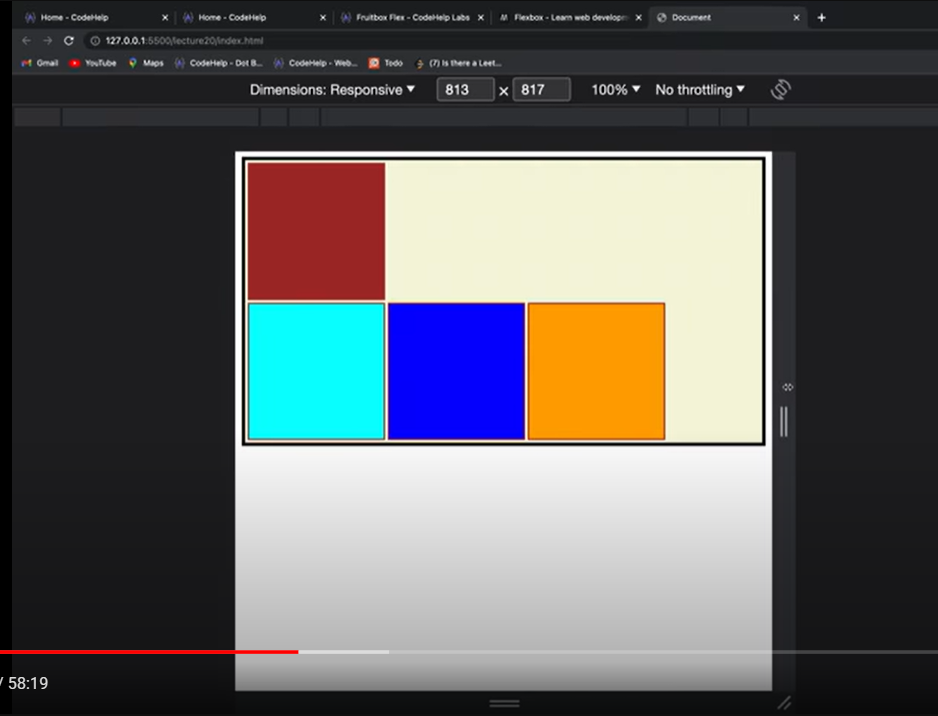 Home - CodeHelp Home - CodeHelp Fruitbox Flex - CodeHelp Labs Flexbox - Learn web developm Document
127.0.0.1:5500/lecture20/index.html
Gmail YouTube Maps CodeHelp - Dot B... CodeHelp - Web... Todo (7) Is there a Leet...
Dimensions: Responsive 813 x 817 100% No throttling
/ 58:19